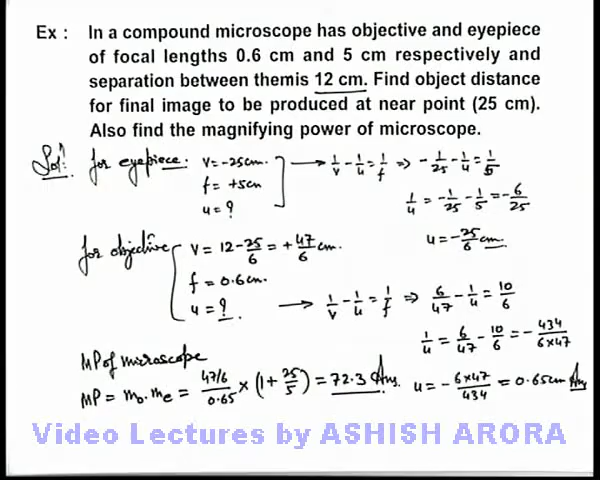 Ex : In a compound microscope has objective and eyepiece
of focal lengths 0.6 cm and 5 cm respectively and
separation between themis 12 cm. Find object distance
for final image to be produced at near point (25 cm).
Also find the magnifying power of microscope.
Sol: for eyepiece: v = -25cm. → 1/v - 1/u = 1/f ⇒ -1/25 - 1/u = 1/5
f = +5cm
u = ?
1/u = -1/25 - 1/5 = -6/25
u = -25/6 cm.
for objective v = 12 - 25/6 = +47/6 cm.
f = 0.6cm.
u = ? → 1/v - 1/u = 1/f ⇒ 6/47 - 1/u = 10/6
1/u = 6/47 - 10/6 = -434/6×47
MP of microscope
MP = mo.me = 47/6/0.65 × (1 + 25/5) = 72.3 Ans. u = -6×47/434 = 0.65cm Ans
Video Lectures by ASHISH ARORA